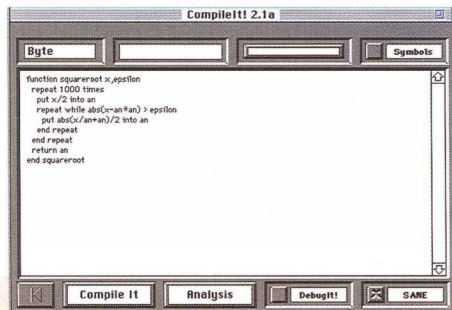 CompileIt! 2.1a
Byte
Symbols
function squareroot x,epsilon
repeat 1000 times
put x/2 into an
repeat while abs(x-an*an) > epsilon
put abs(x/an+an)/2 into an
end repeat
end repeat
return an
end squareroot
Compile It
Analysis
DebugIt!
SANE